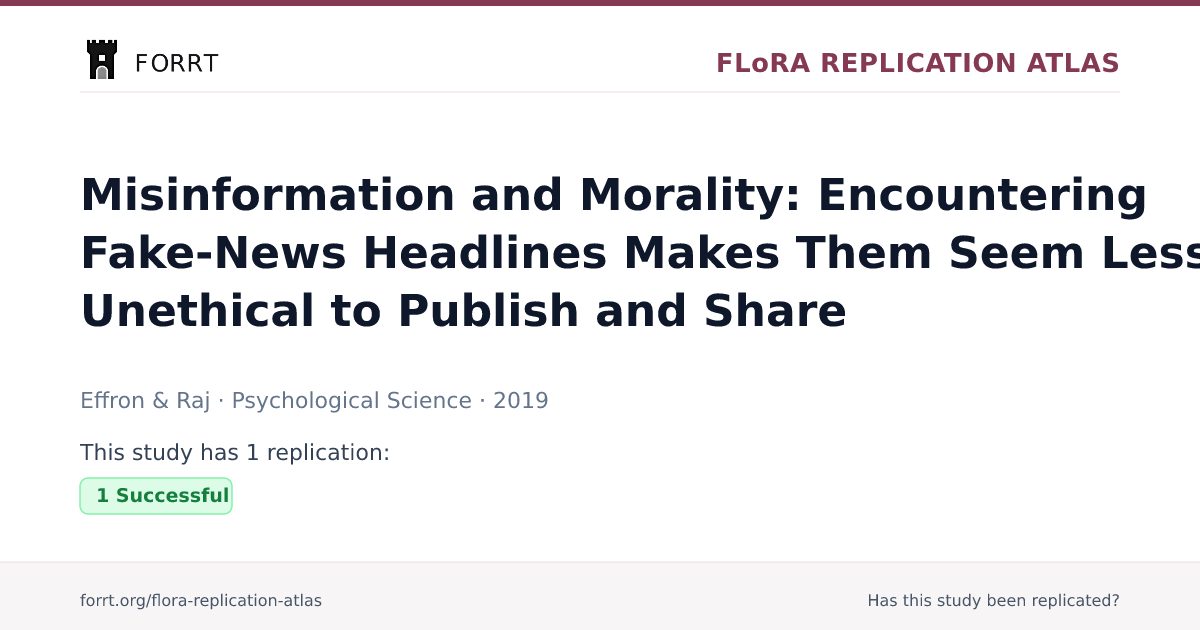 FORRT
FLoRA REPLICATION ATLAS
Misinformation and Morality: Encountering
Fake-News Headlines Makes Them Seem Less
Unethical to Publish and Share
Effron & Raj · Psychological Science · 2019
This study has 1 replication:
1 Successful
forrt.org/flora-replication-atlas
Has this study been replicated?